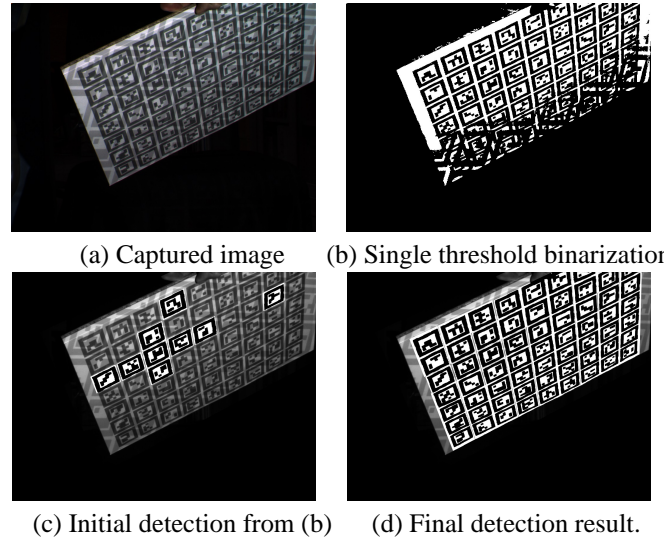 (a) Captured image
(b) Single threshold binarization
(c) Initial detection from (b)
(d) Final detection result.